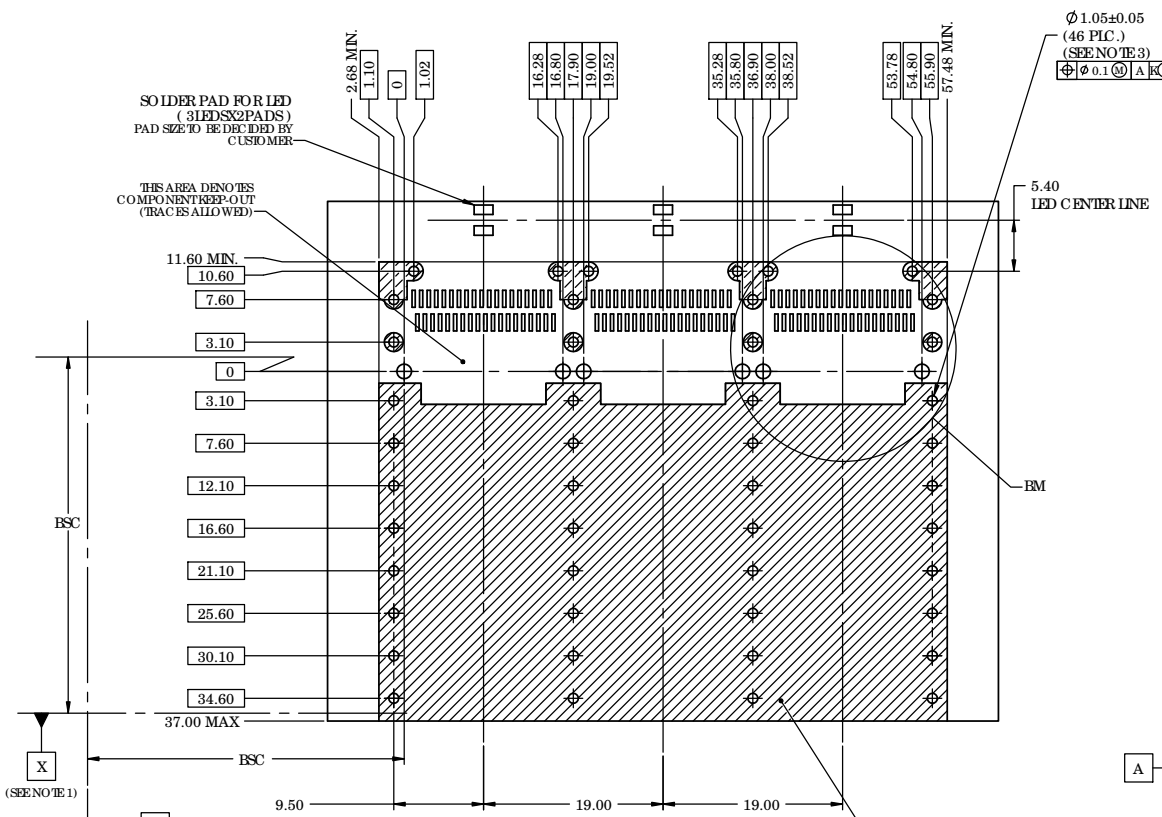 Ø1.05±0.05
(46 PLC.)
(SEE NOTE 3)
⌖ Ø 0.1 Ⓜ A K
2.68 MIN.
1.10
0
1.02
16.28
16.80
17.90
19.00
19.52
35.28
35.80
36.90
38.00
38.52
53.78
54.80
55.90
57.48 MIN.
SOLDER PAD FOR LED
( 3LEDSX2PADS )
PAD SIZE TO BE DECIDED BY
CUSTOMER
THIS AREA DENOTES
COMPONENT KEEP-OUT
(TRACES ALLOWED)
5.40
LED CENTER LINE
11.60 MIN.
10.60
7.60
3.10
0
3.10
7.60
12.10
BM
16.60
BSC
21.10
25.60
30.10
34.60
37.00 MAX
X
(SEE NOTE 1)
BSC
A
9.50
19.00
19.00